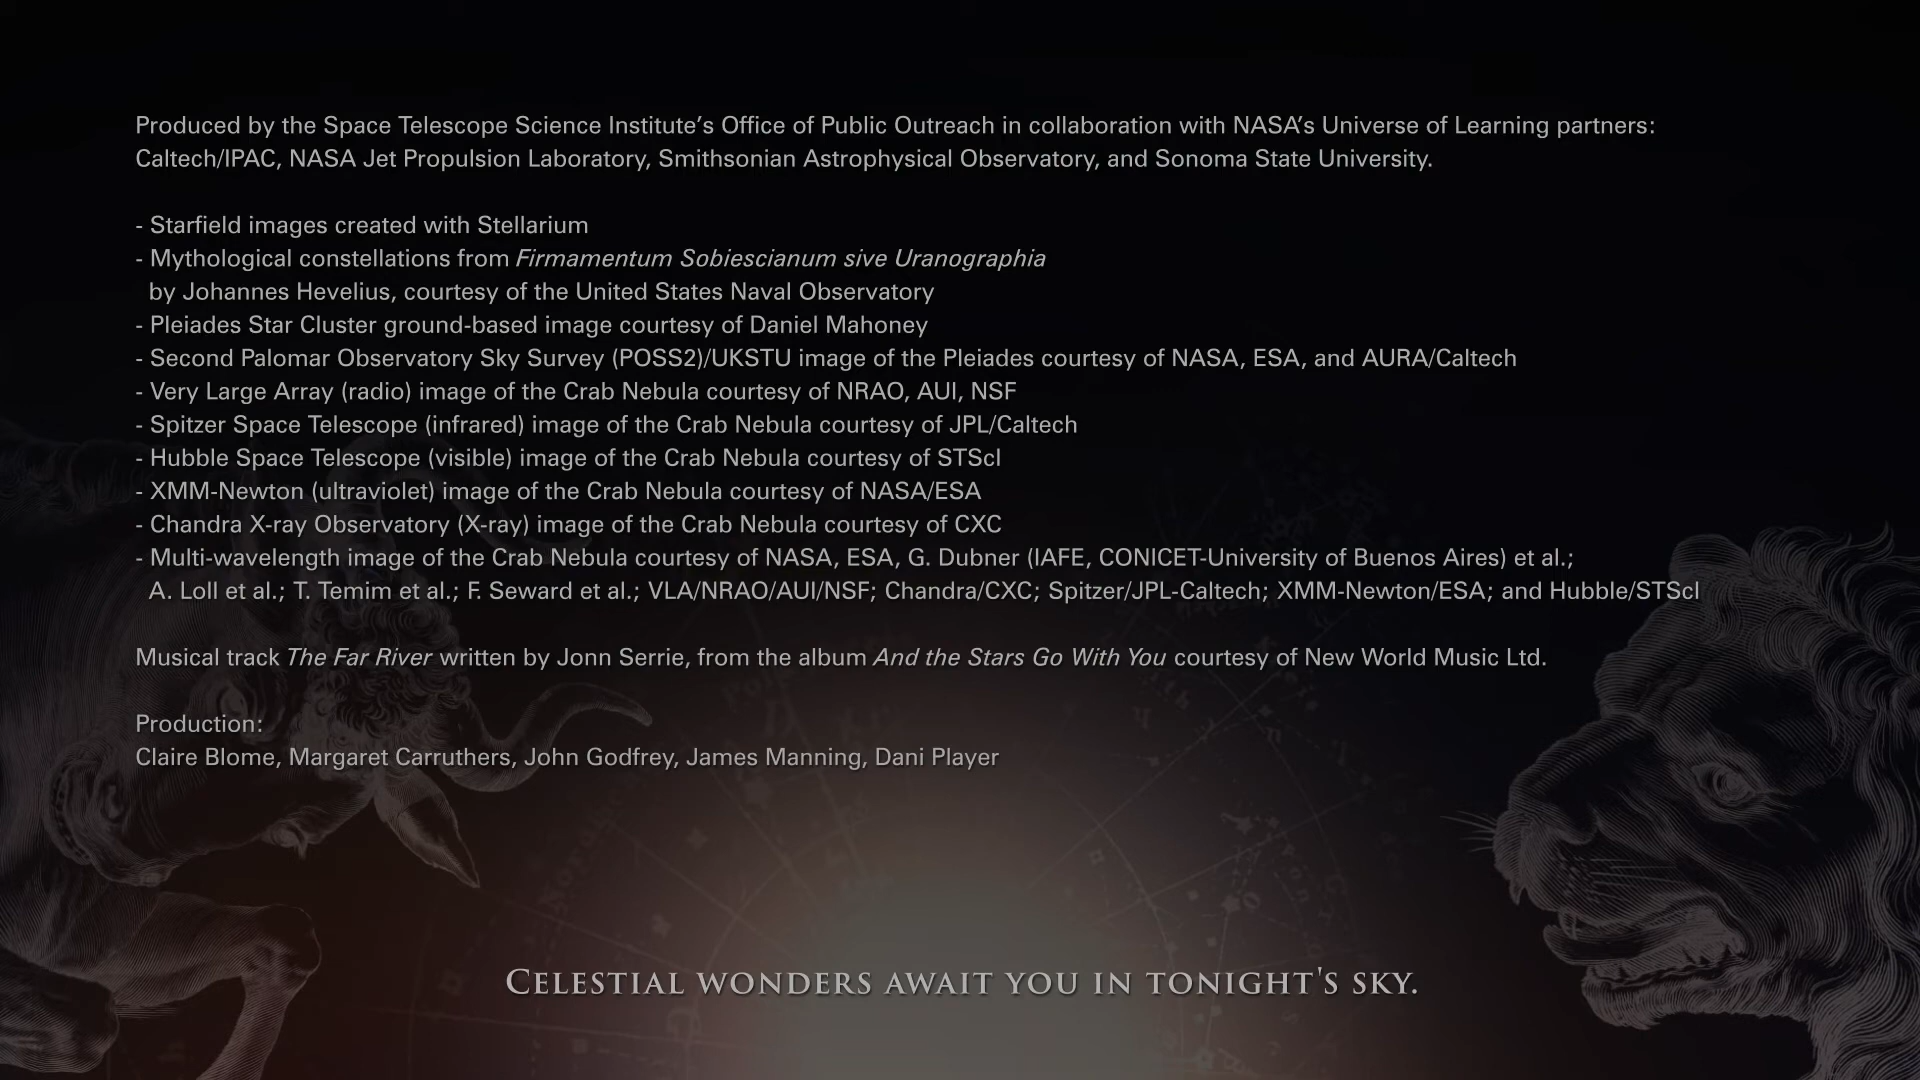 Produced by the Space Telescope Science Institute’s Office of Public Outreach in collaboration with NASA’s Universe of Learning partners:
Caltech/IPAC, NASA Jet Propulsion Laboratory, Smithsonian Astrophysical Observatory, and Sonoma State University.
- Starfield images created with Stellarium
- Mythological constellations from Firmamentum Sobiescianum sive Uranographia
by Johannes Hevelius, courtesy of the United States Naval Observatory
- Pleiades Star Cluster ground-based image courtesy of Daniel Mahoney
- Second Palomar Observatory Sky Survey (POSS2)/UKSTU image of the Pleiades courtesy of NASA, ESA, and AURA/Caltech
- Very Large Array (radio) image of the Crab Nebula courtesy of NRAO, AUI, NSF
- Spitzer Space Telescope (infrared) image of the Crab Nebula courtesy of JPL/Caltech
- Hubble Space Telescope (visible) image of the Crab Nebula courtesy of STScI
- XMM-Newton (ultraviolet) image of the Crab Nebula courtesy of NASA/ESA
- Chandra X-ray Observatory (X-ray) image of the Crab Nebula courtesy of CXC
- Multi-wavelength image of the Crab Nebula courtesy of NASA, ESA, G. Dubner (IAFE, CONICET-University of Buenos Aires) et al.;
A. Loll et al.; T. Temim et al.; F. Seward et al.; VLA/NRAO/AUI/NSF; Chandra/CXC; Spitzer/JPL-Caltech; XMM-Newton/ESA; and Hubble/STScI
Musical track The Far River written by Jonn Serrie, from the album And the Stars Go With You courtesy of New World Music Ltd.
Production:
Claire Blome, Margaret Carruthers, John Godfrey, James Manning, Dani Player
Celestial wonders await you in tonight's sky.